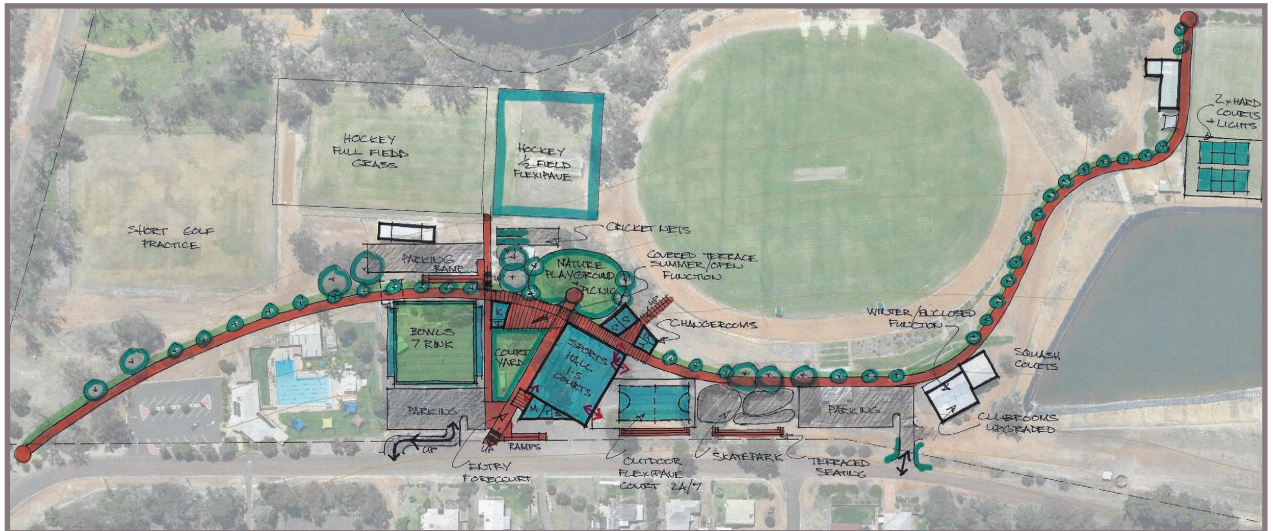 HOCKEY
FULL FIELD
GRASS
HOCKEY
1/2 FIELD
FLEXIPAVE
2x HARD
COURTS
+ LIGHTS
SHORT GOLF
PRACTICE
CRICKET NETS
PARKING
RAMP
UP
NATURE
PLAYGROUND
+ PICNIC
COVERED TERRACE
SUMMER/OPEN
FUNCTION
UP
CHANGEROOMS
WINTER/ENCLOSED
FUNCTION
SQUASH
COURTS
CLUBROOMS
UPGRADED
BOWLS
7 RINK
K
COURT
YARD
SPORTS
HALL
1.5
COURTS
C
C
M
PARKING
UP
UP
RAMPS
ENTRY
FORECOURT
OUTDOOR
FLEXIPAVE
COURT 24/7
SKATEPARK
TERRACED
SEATING
PARKING